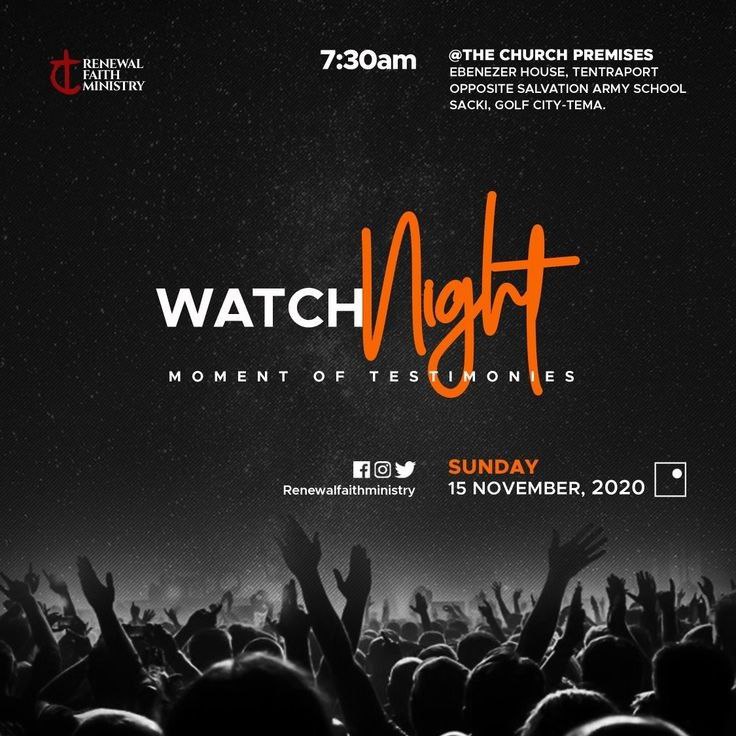 RENEWAL
FAITH
MINISTRY
7:30am
@THE CHURCH PREMISES
EBENEZER HOUSE, TENTRAPORT
OPPOSITE SALVATION ARMY SCHOOL
SACKI, GOLF CITY-TEMA.
WATCH Night
MOMENT OF TESTIMONIES
Renewalfaithministry
SUNDAY
15 NOVEMBER, 2020